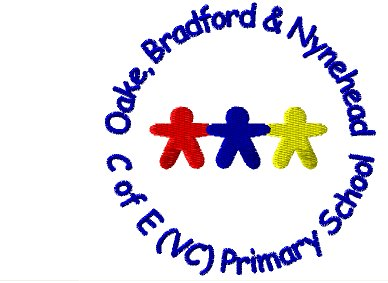 Oake, Bradford & Nynehead
C of E (VC) Primary School